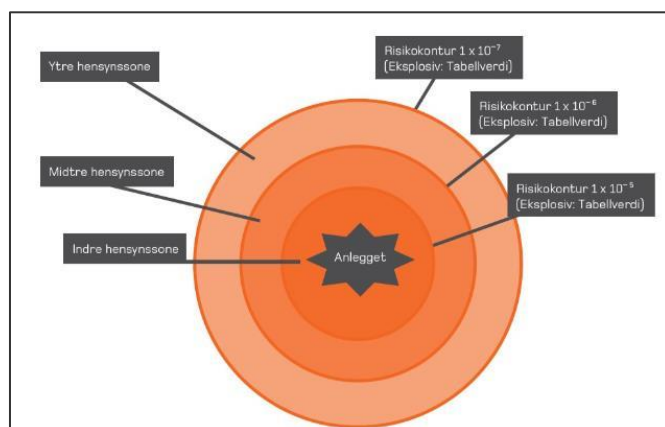 Ytre hensynssone
Midtre hensynssone
Indre hensynssone
Risikokontur 1 x 10⁻⁷
(Eksplosiv: Tabellverdi)
Risikokontur 1 x 10⁻⁶
(Eksplosiv: Tabellverdi)
Risikokontur 1 x 10⁻⁵
(Eksplosiv: Tabellverdi)
Anlegget